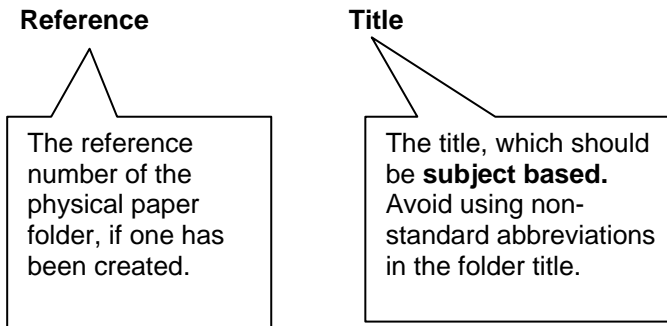 Reference
Title
The reference
number of the
physical paper
folder, if one has
been created.
The title, which should
be subject based.
Avoid using non-
standard abbreviations
in the folder title.